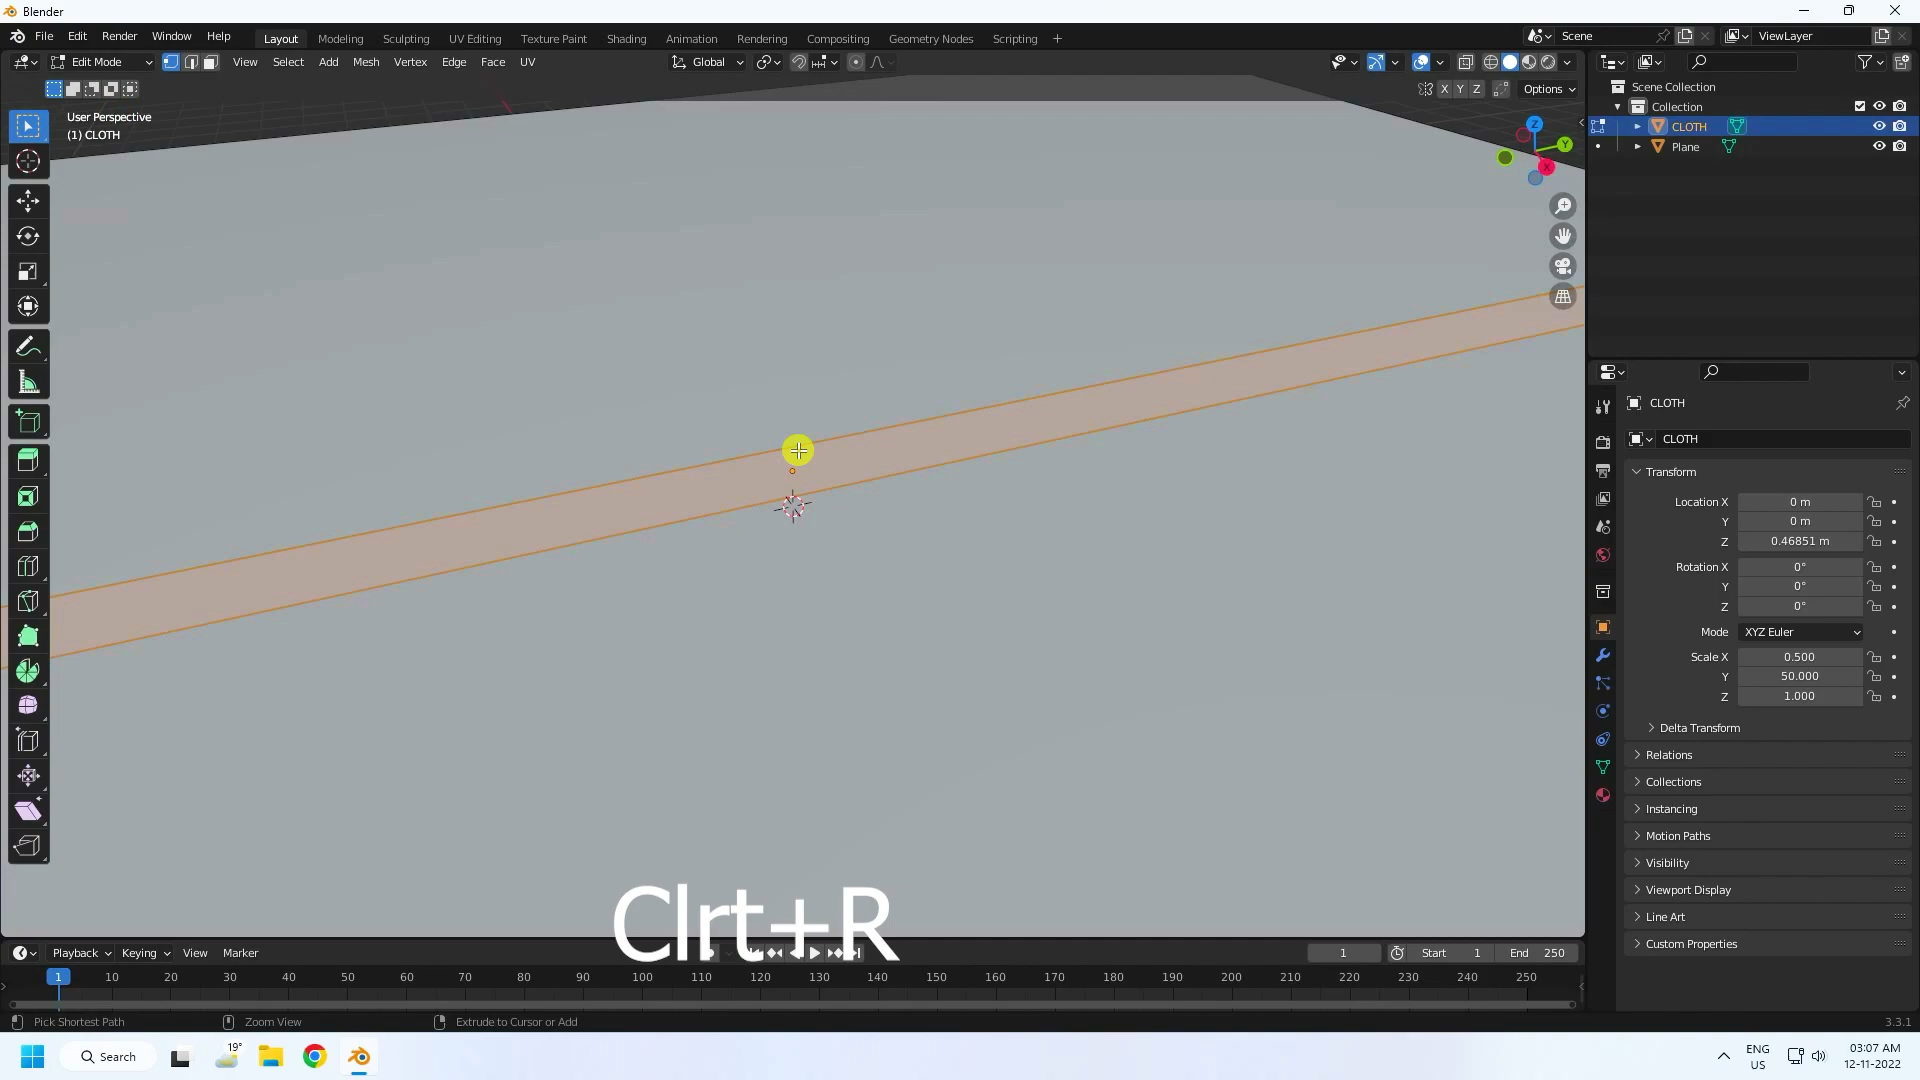 Blender
File Edit Render Window Help
Layout Modeling Sculpting UV Editing Texture Paint Shading Animation Rendering Compositing Geometry Nodes Scripting +
Scene
ViewLayer
Edit Mode View Select Add Mesh Vertex Edge Face UV
Global
X Y Z Options
User Perspective
(1) CLOTH
Z
Y
X
Scene Collection
Collection
CLOTH
Plane
CLOTH
CLOTH
Transform
Location X 0 m
Y 0 m
Z 0.46851 m
Rotation X 0°
Y 0°
Z 0°
Mode XYZ Euler
Scale X 0.500
Y 50.000
Z 1.000
Delta Transform
Relations
Collections
Instancing
Motion Paths
Visibility
Viewport Display
Line Art
Custom Properties
Clrt+R
Playback Keying View Marker
1 Start 1 End 250
1 10 20 30 40 50 60 70 80 90 100 110 120 130 140 150 160 170 180 190 200 210 220 230 240 250
Pick Shortest Path Zoom View Extrude to Cursor or Add
3.3.1
Search
19°
ENG
US
03:07 AM
12-11-2022